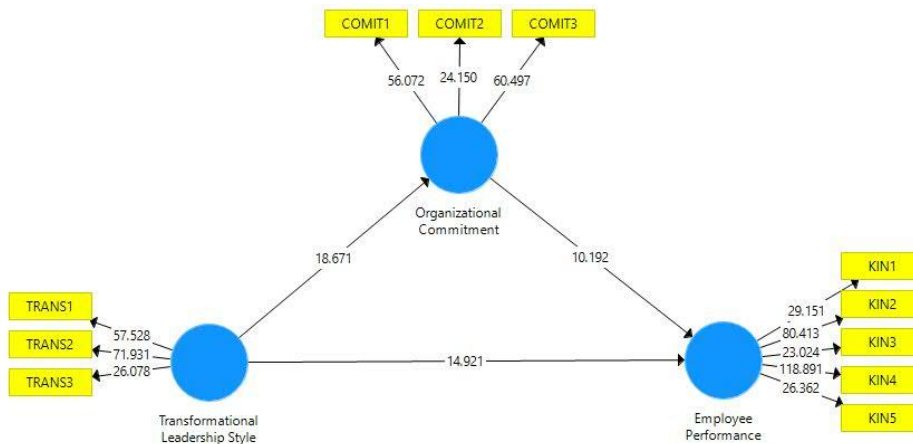 COMIT1 COMIT2 COMIT3
56.072 24.150 60.497
Organizational
Commitment
18.671 10.192
TRANS1
TRANS2
TRANS3
57.528
71.931
26.078
Transformational
Leadership Style
14.921
KIN1
KIN2
KIN3
KIN4
KIN5
29.151
80.413
23.024
118.891
26.362
Employee
Performance